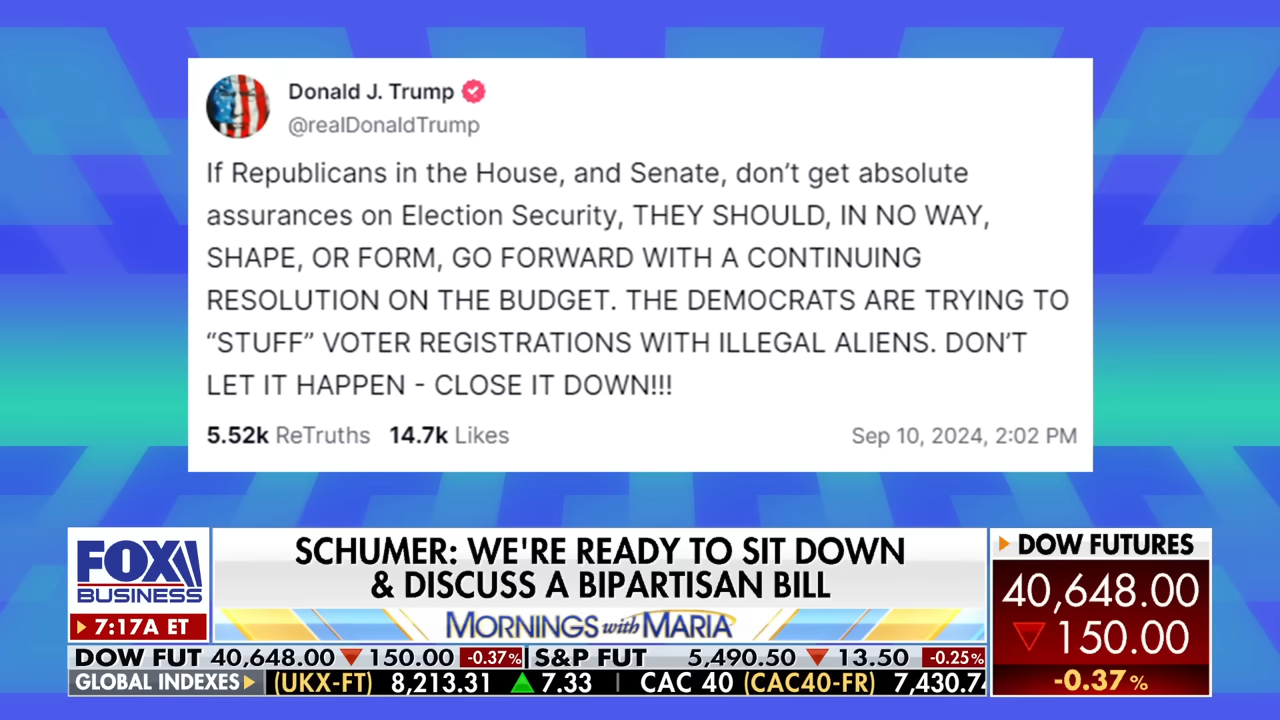 Donald J. Trump
@realDonaldTrump
If Republicans in the House, and Senate, don’t get absolute
assurances on Election Security, THEY SHOULD, IN NO WAY,
SHAPE, OR FORM, GO FORWARD WITH A CONTINUING
RESOLUTION ON THE BUDGET. THE DEMOCRATS ARE TRYING TO
“STUFF” VOTER REGISTRATIONS WITH ILLEGAL ALIENS. DON’T
LET IT HAPPEN - CLOSE IT DOWN!!!
5.52k ReTruths 14.7k Likes Sep 10, 2024, 2:02 PM
FOX
BUSINESS
7:17A ET
SCHUMER: WE'RE READY TO SIT DOWN
& DISCUSS A BIPARTISAN BILL
MORNINGS with MARIA
DOW FUTURES
40,648.00
150.00
-0.37%
DOW FUT 40,648.00 150.00 -0.37% S&P FUT 5,490.50 13.50 -0.25%
GLOBAL INDEXES (UKX-FT) 8,213.31 7.33 CAC 40 (CAC40-FR) 7,430.7